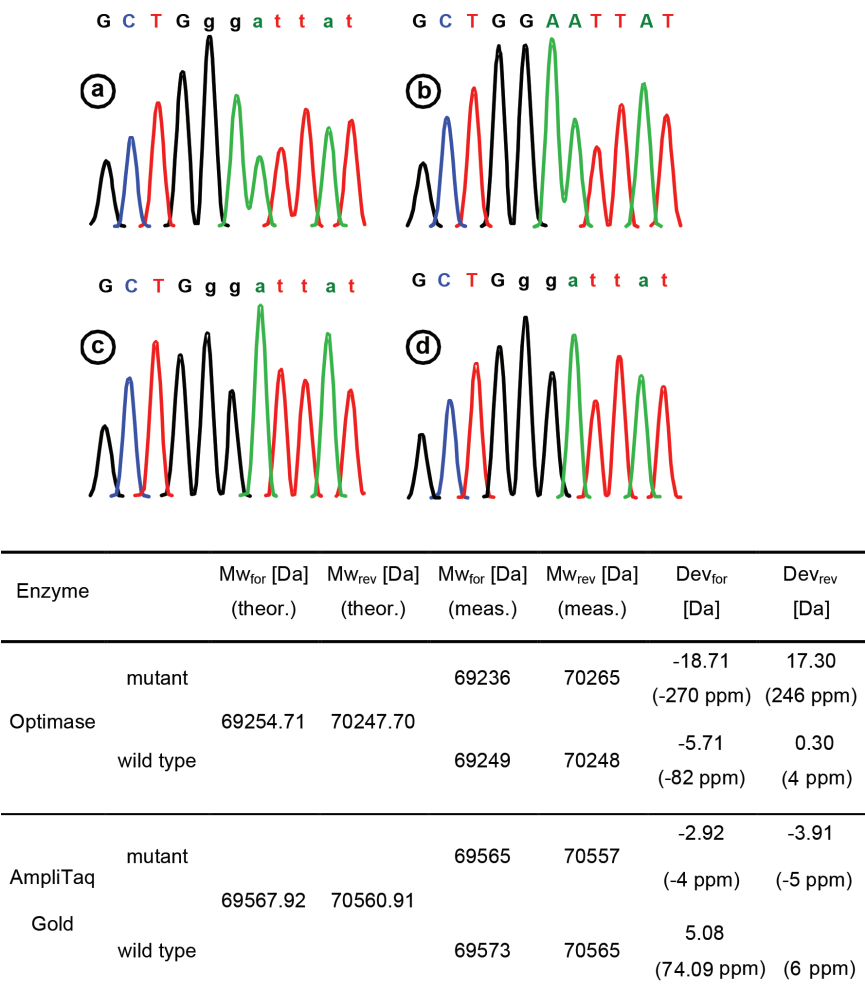 G C T G g g a t t a t
G C T G G A A T T A T
a
b
G C T G g g a t t a t
G C T G g g a t t a t
c
d
Enzyme Mwfor [Da] (theor.) Mwrev [Da] (theor.) Mwfor [Da] (meas.) Mwrev [Da] (meas.) Devfor [Da] Devrev [Da]
Optimase 69254.71 70247.70
mutant 69236 70265 -18.71 (-270 ppm) 17.30 (246 ppm)
wild type 69249 70248 -5.71 (-82 ppm) 0.30 (4 ppm)
AmpliTaq Gold 69567.92 70560.91
mutant 69565 70557 -2.92 (-4 ppm) -3.91 (-5 ppm)
wild type 69573 70565 5.08 (74.09 ppm) (6 ppm)